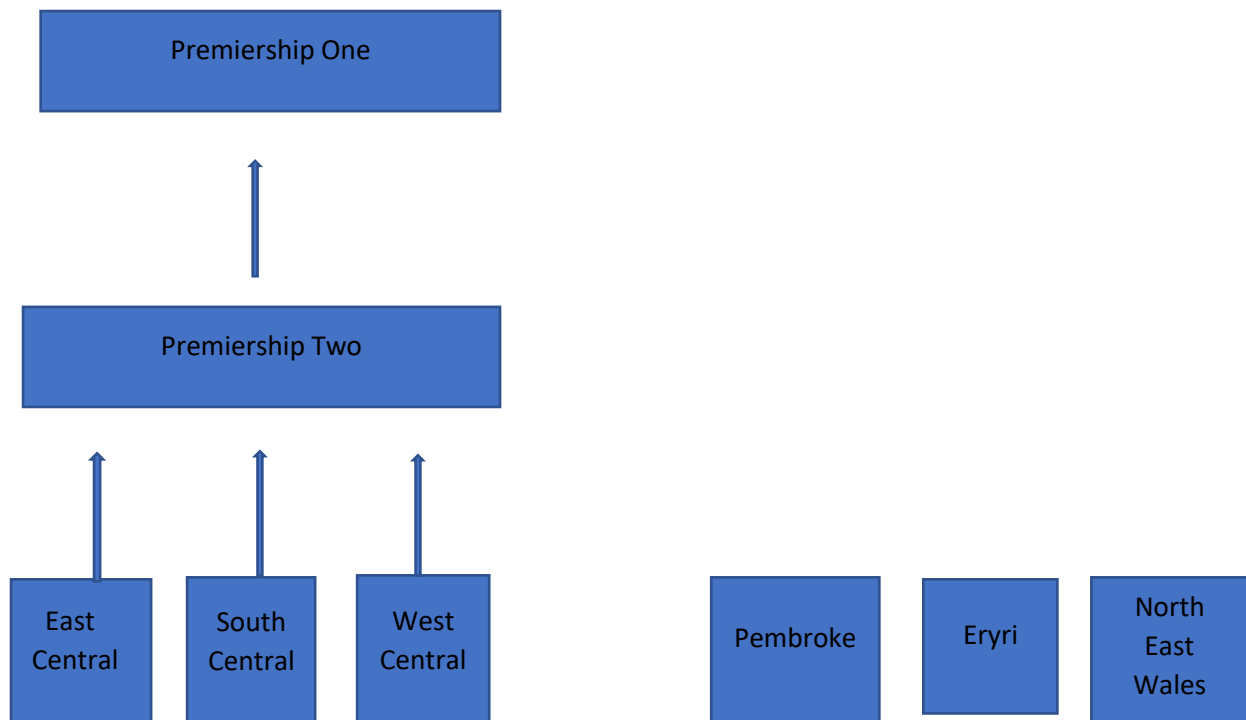 Premiership One
Premiership Two
East
Central
South
Central
West
Central
Pembroke
Eryri
North
East
Wales